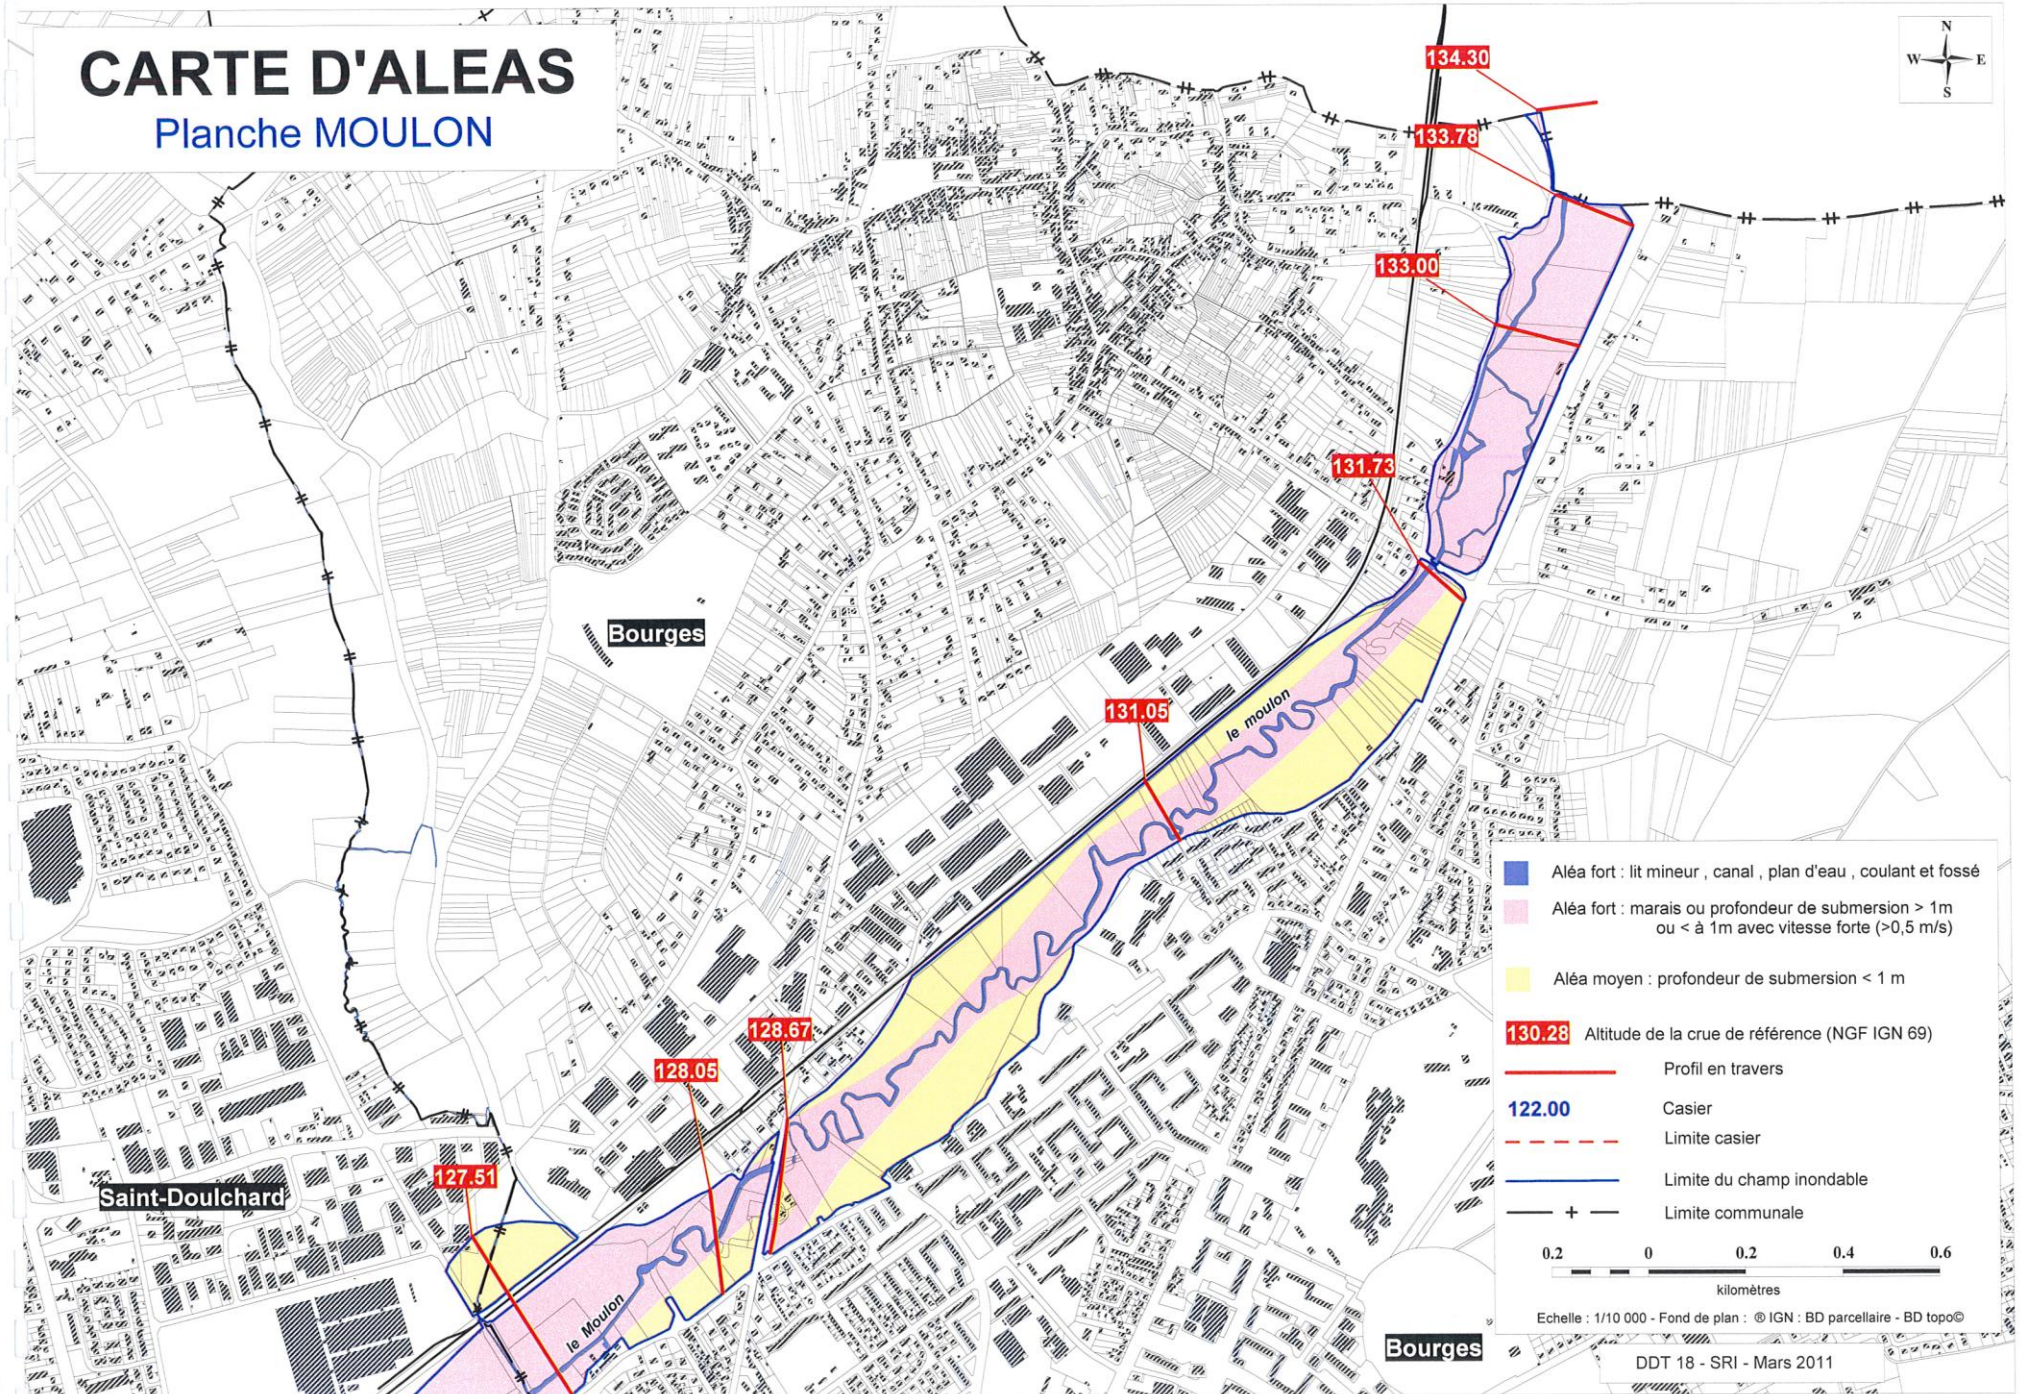 CARTE D'ALEAS
Planche MOULON
N
W E
S
134.30
133.78
133.00
131.73
Bourges
131.05
le moulon
128.67
128.05
127.51
Saint-Doulchard
le Moulon
Bourges
Aléa fort : lit mineur , canal , plan d'eau , coulant et fossé
Aléa fort : marais ou profondeur de submersion > 1m
ou < à 1m avec vitesse forte (>0,5 m/s)
Aléa moyen : profondeur de submersion < 1 m
130.28 Altitude de la crue de référence (NGF IGN 69)
Profil en travers
122.00 Casier
Limite casier
Limite du champ inondable
Limite communale
0.2 0 0.2 0.4 0.6
kilomètres
Echelle : 1/10 000 - Fond de plan : ® IGN : BD parcellaire - BD topo©
DDT 18 - SRI - Mars 2011